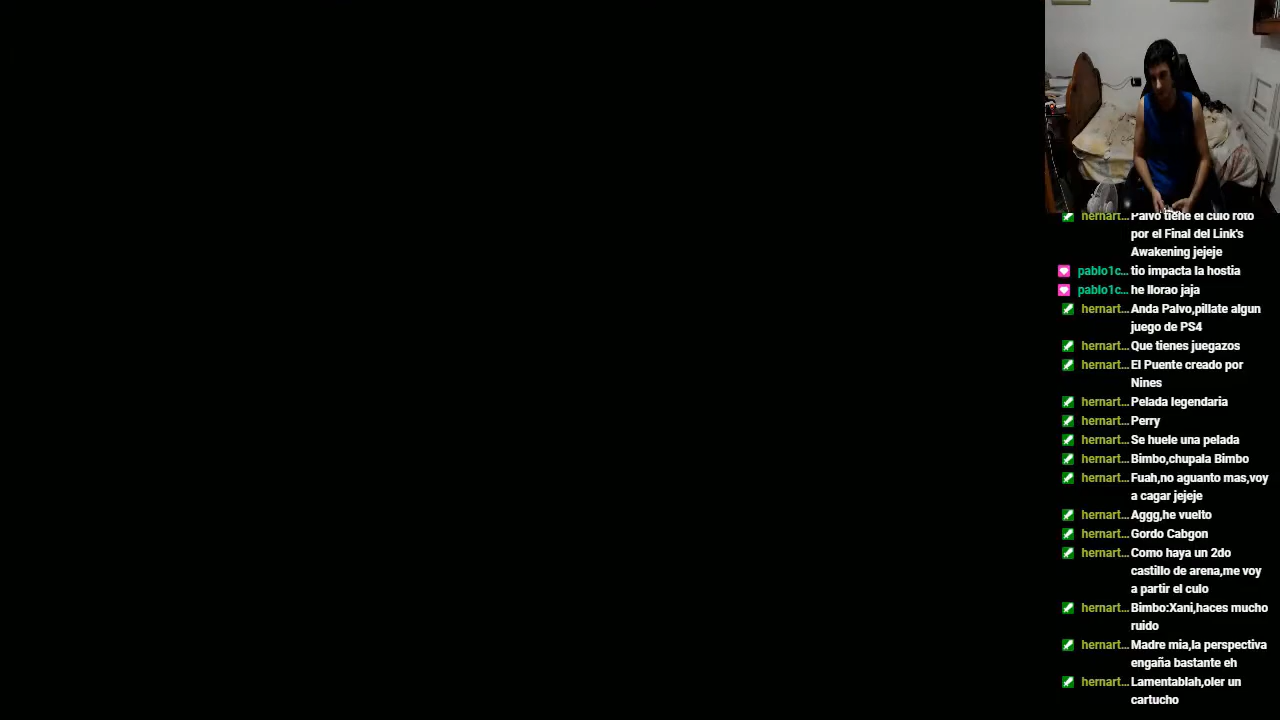 hernart... Palvo tiene el culo roto
por el Final del Link's
Awakening jejeje
pablo1c... tio impacta la hostia
pablo1c... he llorao jaja
hernart... Anda Palvo,pillate algun
juego de PS4
hernart... Que tienes juegazos
hernart... El Puente creado por
Nines
hernart... Pelada legendaria
hernart... Perry
hernart... Se huele una pelada
hernart... Bimbo,chupala Bimbo
hernart... Fuah,no aguanto mas,voy
a cagar jejeje
hernart... Aggg,he vuelto
hernart... Gordo Cabgon
hernart... Como haya un 2do
castillo de arena,me voy
a partir el culo
hernart... Bimbo:Xani,haces mucho
ruido
hernart... Madre mia,la perspectiva
engaña bastante eh
hernart... Lamentablah,oler un
cartucho